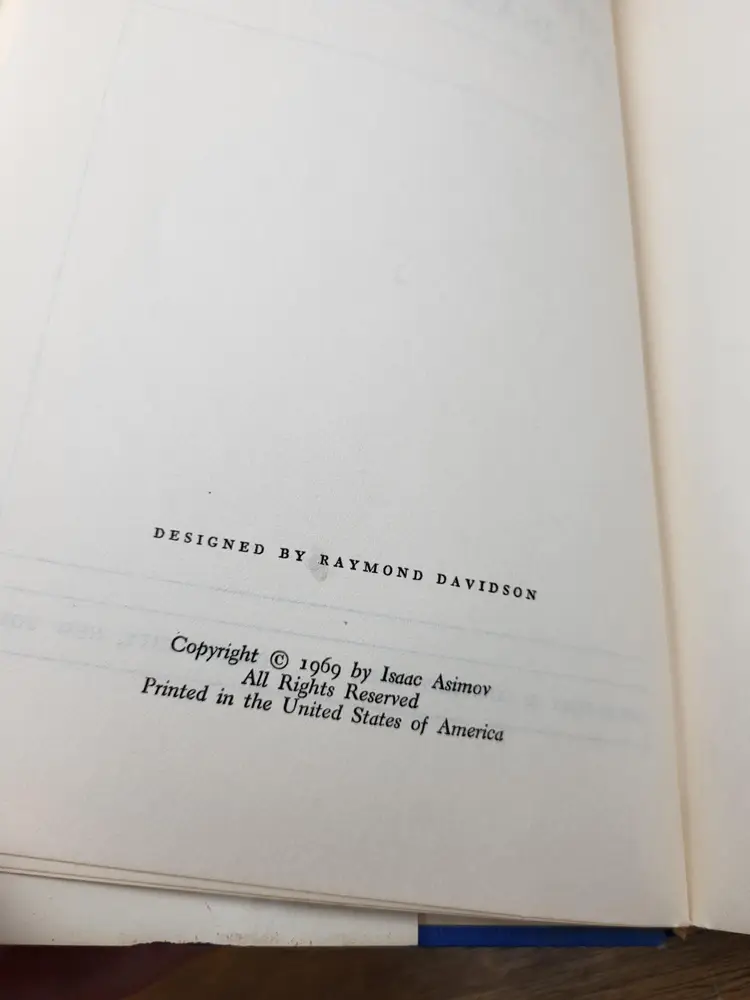 DESIGNED BY RAYMOND DAVIDSON
Copyright © 1969 by Isaac Asimov
All Rights Reserved
Printed in the United States of America